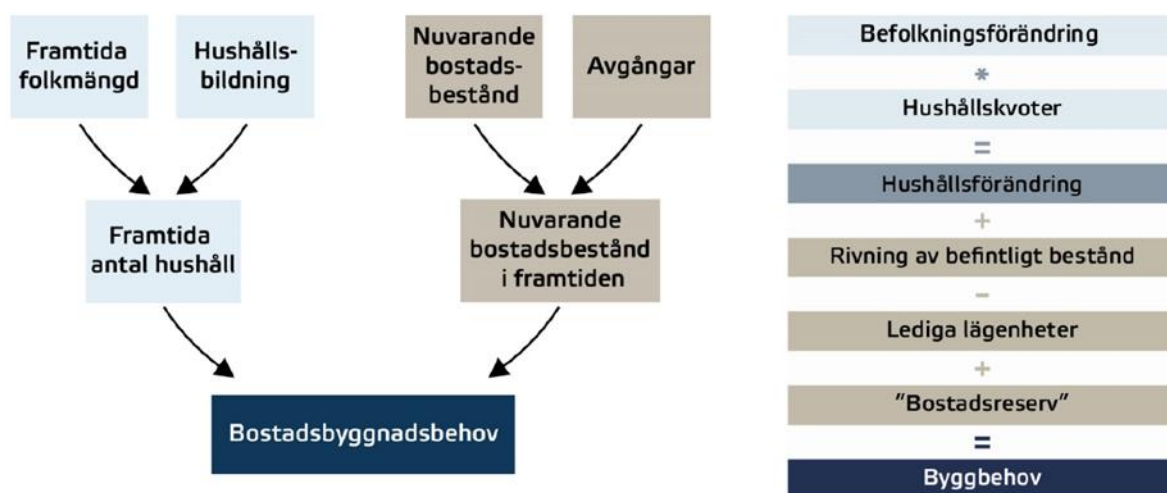 Framtida
folkmängd
Hushålls-
bildning
Nuvarande
bostads-
bestånd
Avgångar
Framtida
antal hushåll
Nuvarande
bostadsbestånd
i framtiden
Bostadsbyggnadsbehov
Befolkningsförändring
*
Hushållskvoter
=
Hushållsförändring
+
Rivning av befintligt bestånd
-
Lediga lägenheter
+
”Bostadsreserv”
=
Byggbehov